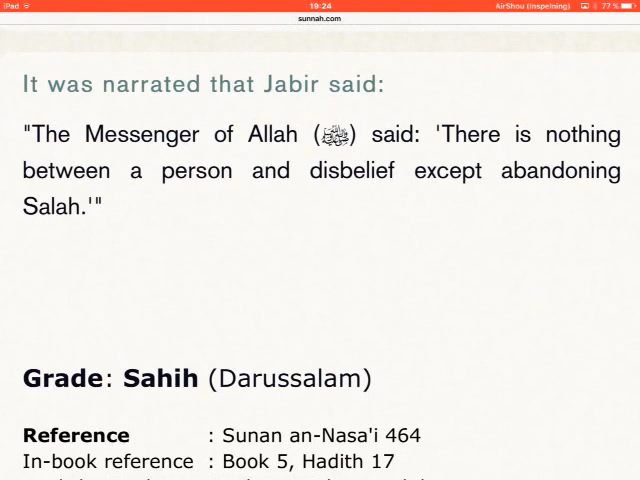 iPad 19:24 AirShou (Inspelning) 77 %
sunnah.com
It was narrated that Jabir said:
"The Messenger of Allah (ﷺ) said: 'There is nothing
between a person and disbelief except abandoning
Salah.'"
Grade: Sahih (Darussalam)
Reference : Sunan an-Nasa'i 464
In-book reference : Book 5, Hadith 17